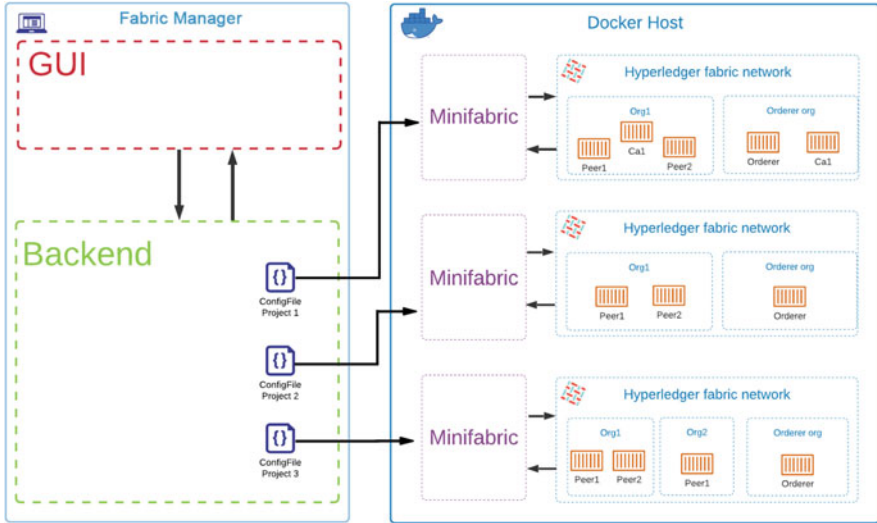 Fabric Manager
GUI
Backend
{}
ConfigFile
Project 1
{}
ConfigFile
Project 2
{}
ConfigFile
Project 3
Docker Host
Minifabric
Hyperledger fabric network
Org1
Peer1
Ca1
Peer2
Orderer org
Orderer
Ca1
Minifabric
Hyperledger fabric network
Org1
Peer1
Peer2
Orderer org
Orderer
Minifabric
Hyperledger fabric network
Org1
Peer1
Peer2
Org2
Peer1
Orderer org
Orderer